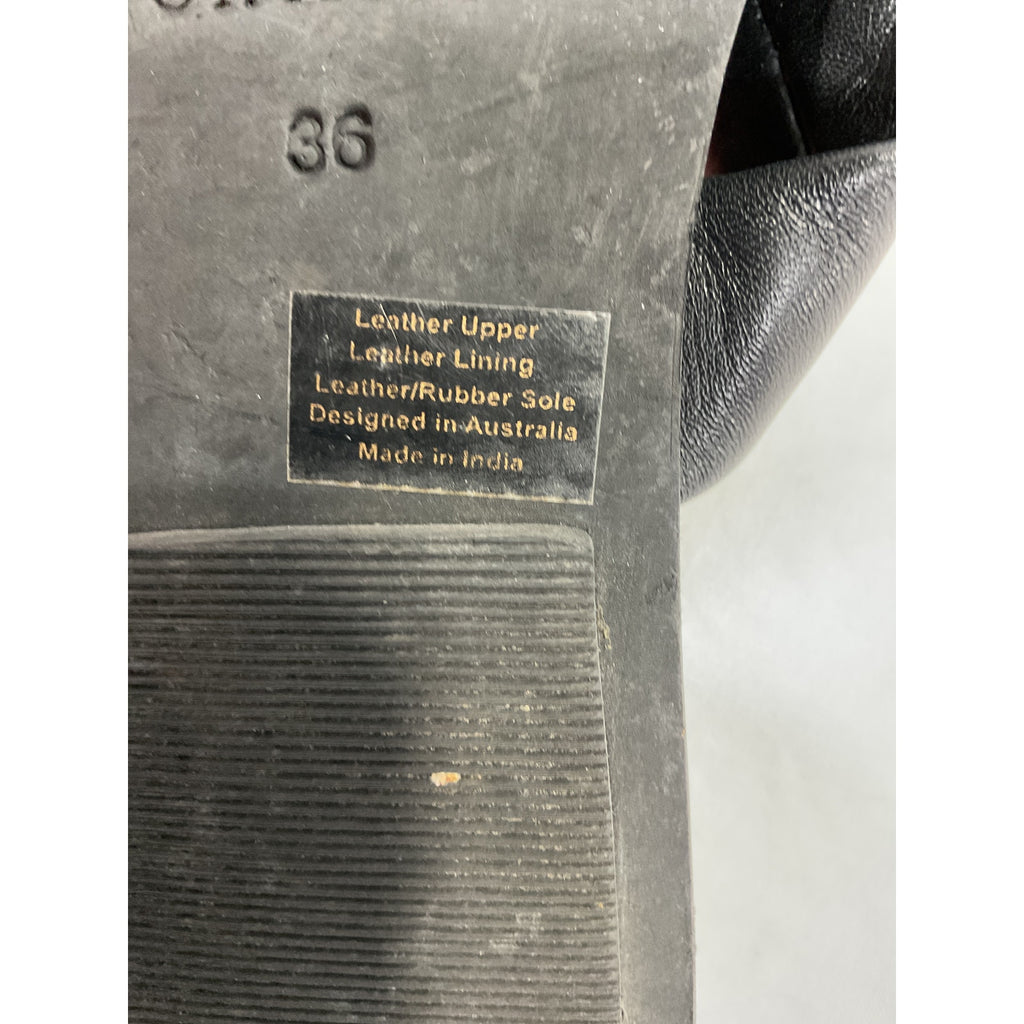 36
Leather Upper
Leather Lining
Leather/Rubber Sole
Designed in Australia
Made in India